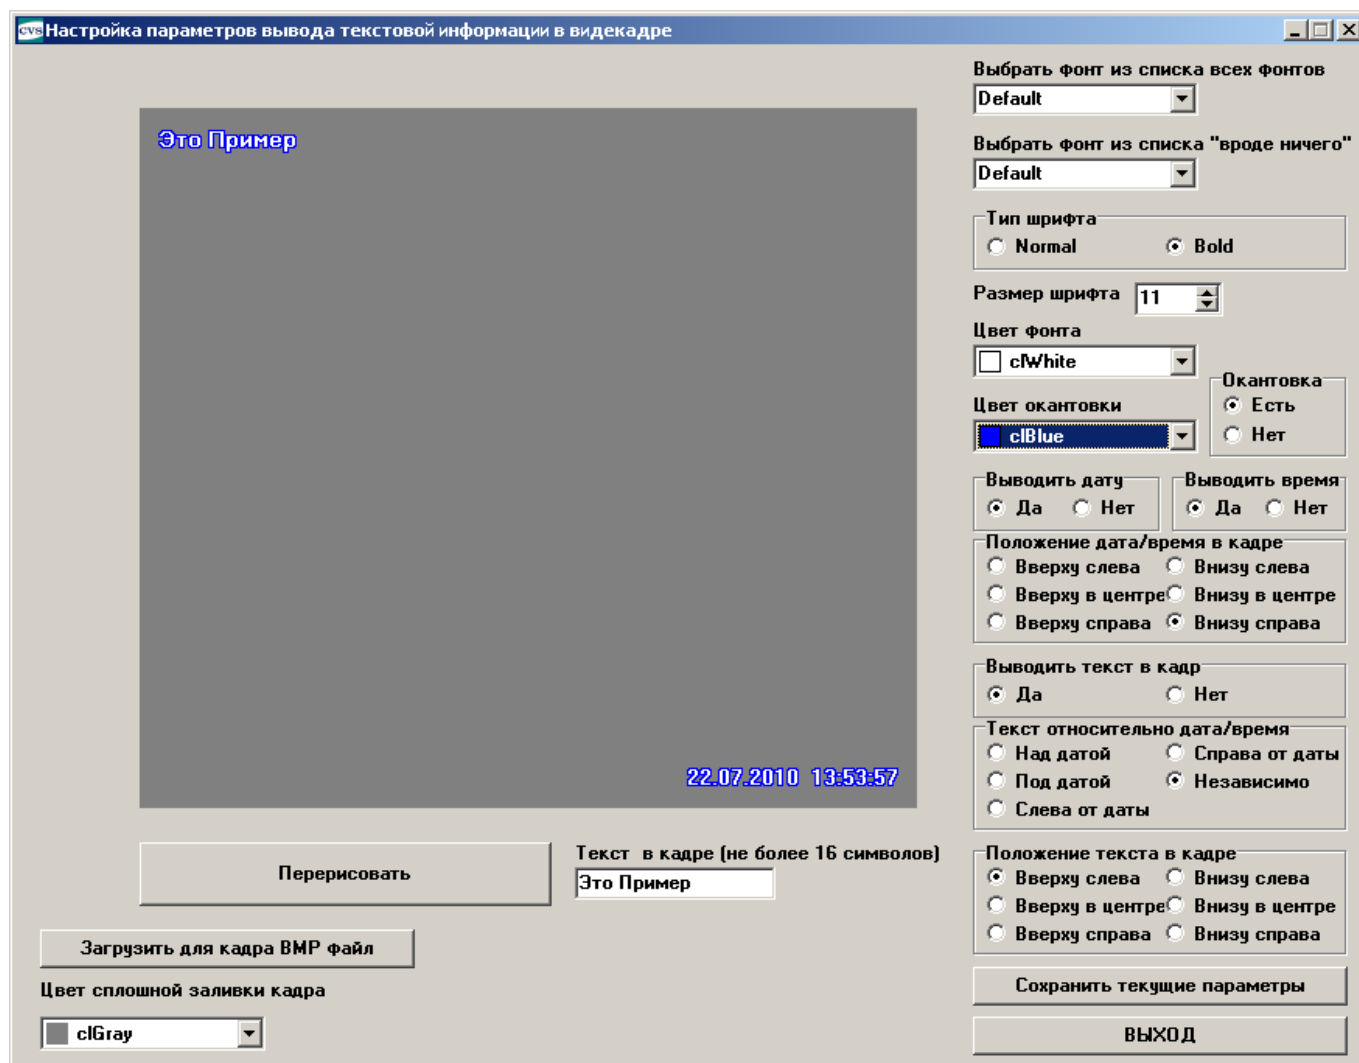 cvs Настройка параметров вывода текстовой информации в видекадре
Это Пример
22.07.2010 13:53:57
Перерисовать
Текст в кадре (не более 16 символов)
Это Пример
Загрузить для кадра BMP файл
Цвет сплошной заливки кадра
clGray
Выбрать фонт из списка всех фонтов
Default
Выбрать фонт из списка "вроде ничего"
Default
Тип шрифта
Normal Bold
Размер шрифта 11
Цвет фонта
clWhite
Окантовка
Есть
Нет
Цвет окантовки
clBlue
Выводить дату Выводить время
Да Нет Да Нет
Положение дата/время в кадре
Вверху слева Внизу слева
Вверху в центре Внизу в центре
Вверху справа Внизу справа
Выводить текст в кадр
Да Нет
Текст относительно дата/время
Над датой Справа от даты
Под датой Независимо
Слева от даты
Положение текста в кадре
Вверху слева Внизу слева
Вверху в центре Внизу в центре
Вверху справа Внизу справа
Сохранить текущие параметры
ВЫХОД